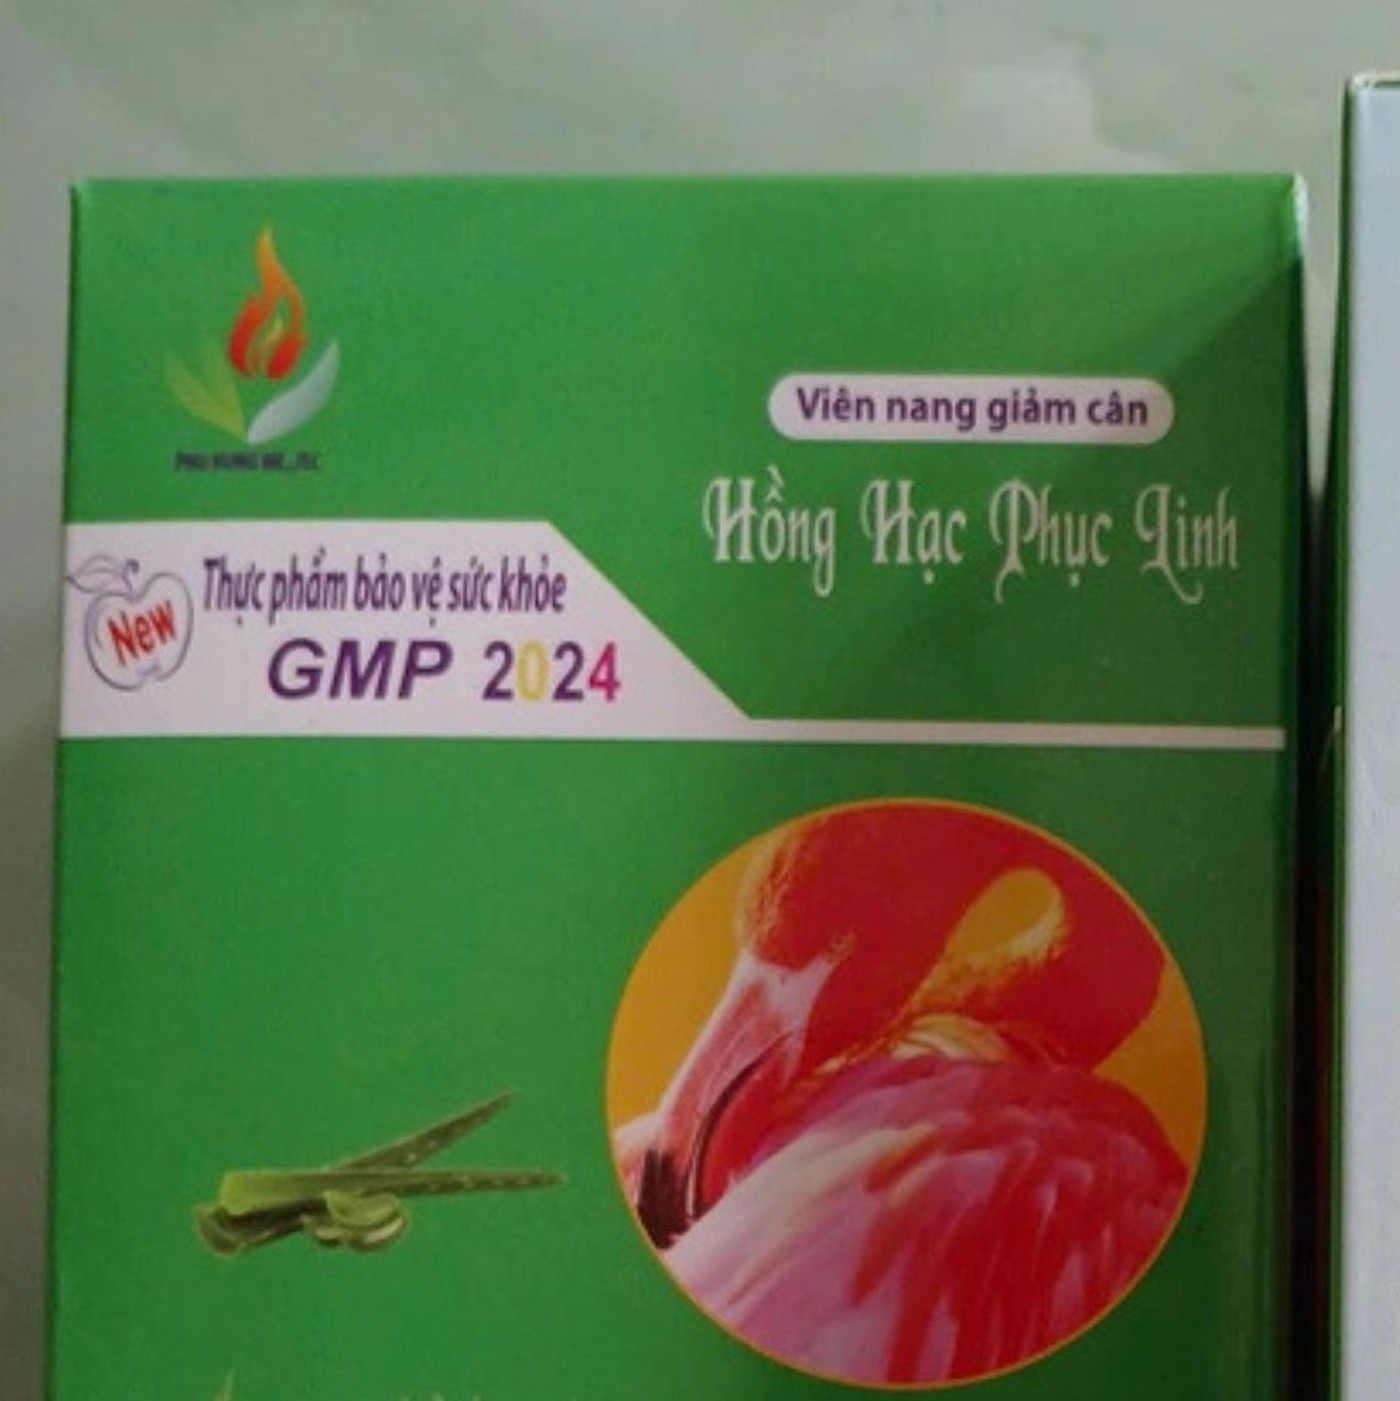 Viên nang giảm cân
Hồng Hạc Phục Linh
New
Thực phẩm bảo vệ sức khỏe
GMP 2024